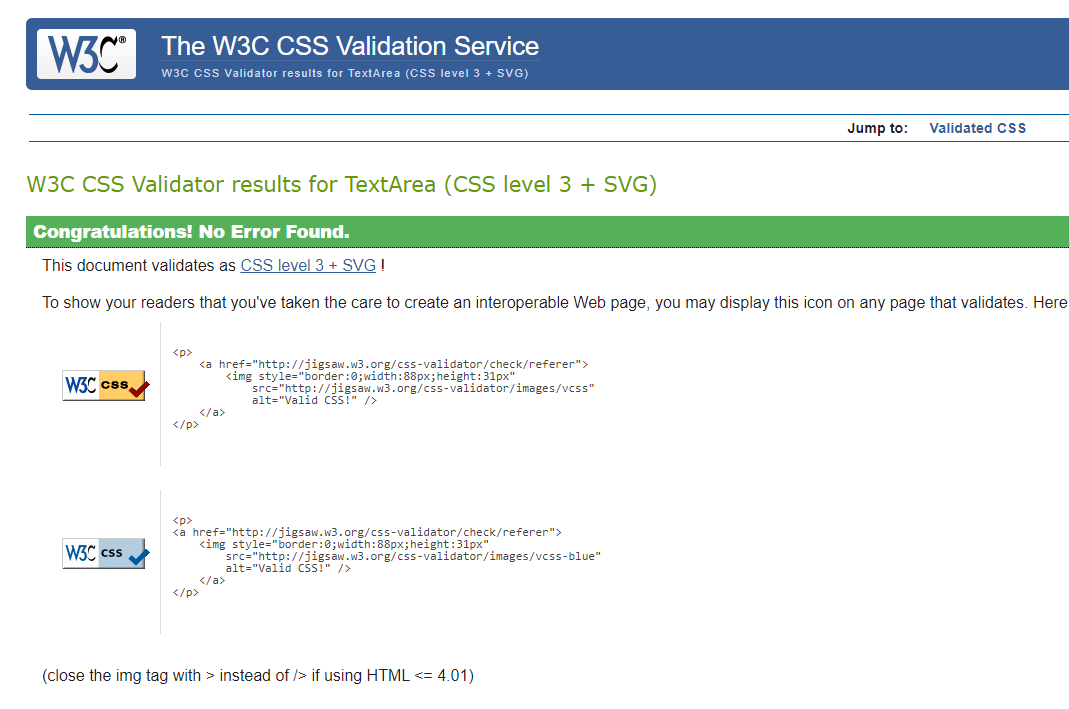 W3C®
The W3C CSS Validation Service
W3C CSS Validator results for TextArea (CSS level 3 + SVG)
Jump to: Validated CSS
W3C CSS Validator results for TextArea (CSS level 3 + SVG)
Congratulations! No Error Found.
This document validates as CSS level 3 + SVG !
To show your readers that you've taken the care to create an interoperable Web page, you may display this icon on any page that validates. Here
W3C css
<p>
<a href="http://jigsaw.w3.org/css-validator/check/referer">
<img style="border:0;width:88px;height:31px"
src="http://jigsaw.w3.org/css-validator/images/vcss"
alt="Valid CSS!" />
</a>
</p>
W3C css
<p>
<a href="http://jigsaw.w3.org/css-validator/check/referer">
<img style="border:0;width:88px;height:31px"
src="http://jigsaw.w3.org/css-validator/images/vcss-blue"
alt="Valid CSS!" />
</a>
</p>
(close the img tag with > instead of /> if using HTML <= 4.01)